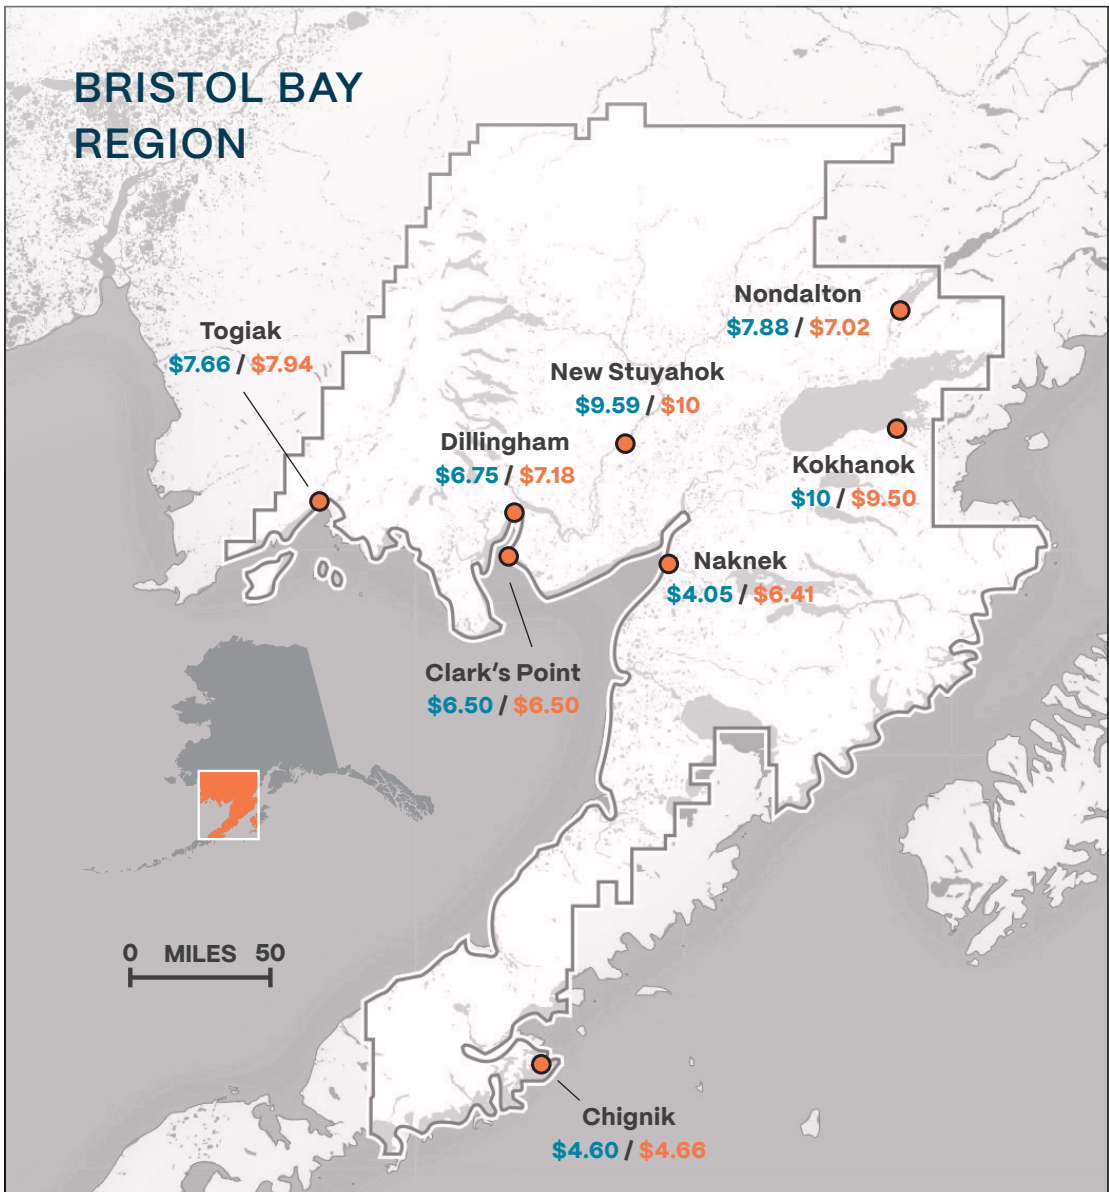 BRISTOL BAY
REGION
Nondalton
$7.88 / $7.02
Togiak
$7.66 / $7.94
New Stuyahok
$9.59 / $10
Dillingham
$6.75 / $7.18
Kokhanok
$10 / $9.50
Naknek
$4.05 / $6.41
Clark’s Point
$6.50 / $6.50
0 MILES 50
Chignik
$4.60 / $4.66